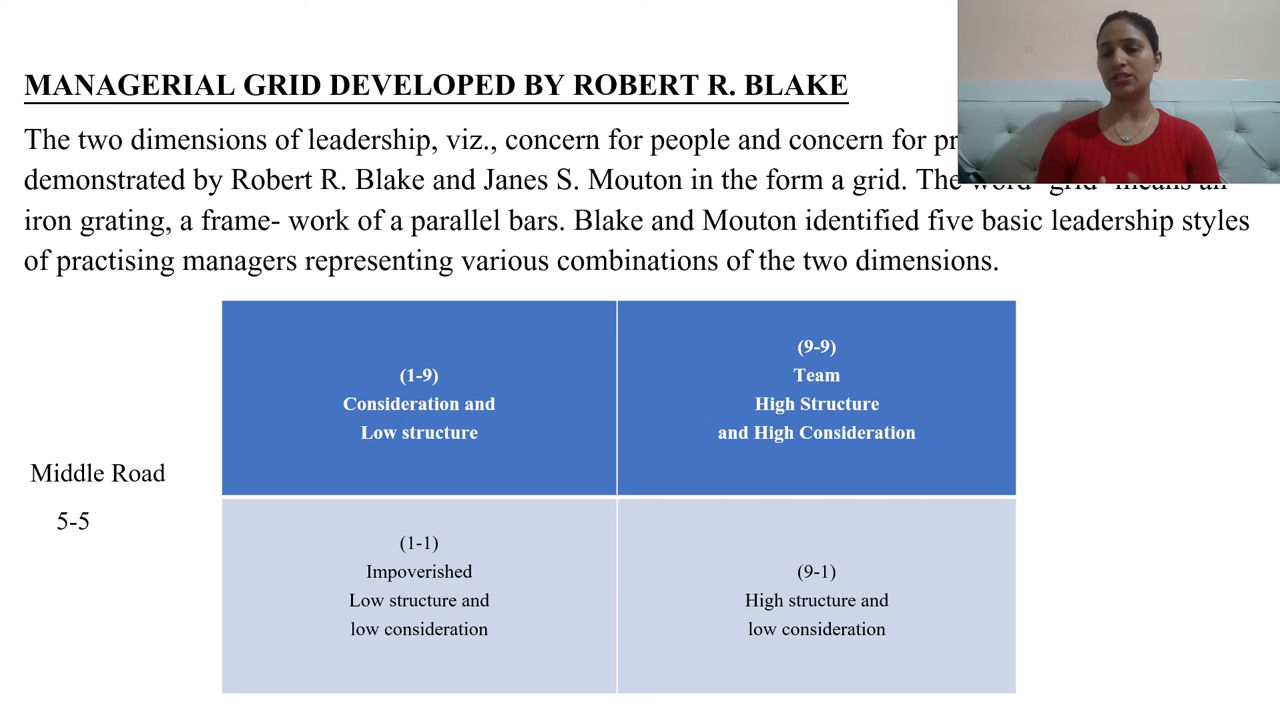 MANAGERIAL GRID DEVELOPED BY ROBERT R. BLAKE
The two dimensions of leadership, viz., concern for people and concern for
demonstrated by Robert R. Blake and Janes S. Mouton in the form a grid. The
iron grating, a frame- work of a parallel bars. Blake and Mouton identified five basic leadership styles
of practising managers representing various combinations of the two dimensions.
(1-9)
Consideration and
Low structure
(9-9)
Team
High Structure
and High Consideration
Middle Road
5-5
(1-1)
Impoverished
Low structure and
low consideration
(9-1)
High structure and
low consideration